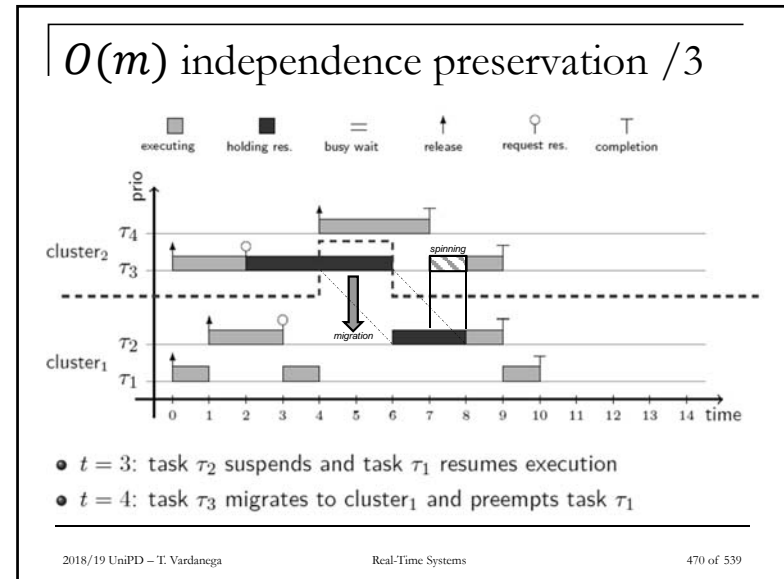 O(m) independence preservation /3
executing holding res. busy wait release request res. completion
prio
τ4
cluster2
spinning
τ3
migration
τ2
cluster1
τ1
0 1 2 3 4 5 6 7 8 9 10 11 12 13 14 time
• t = 3: task τ2 suspends and task τ1 resumes execution
• t = 4: task τ3 migrates to cluster1 and preempts task τ1
2018/19 UniPD – T. Vardanega Real-Time Systems 470 of 539